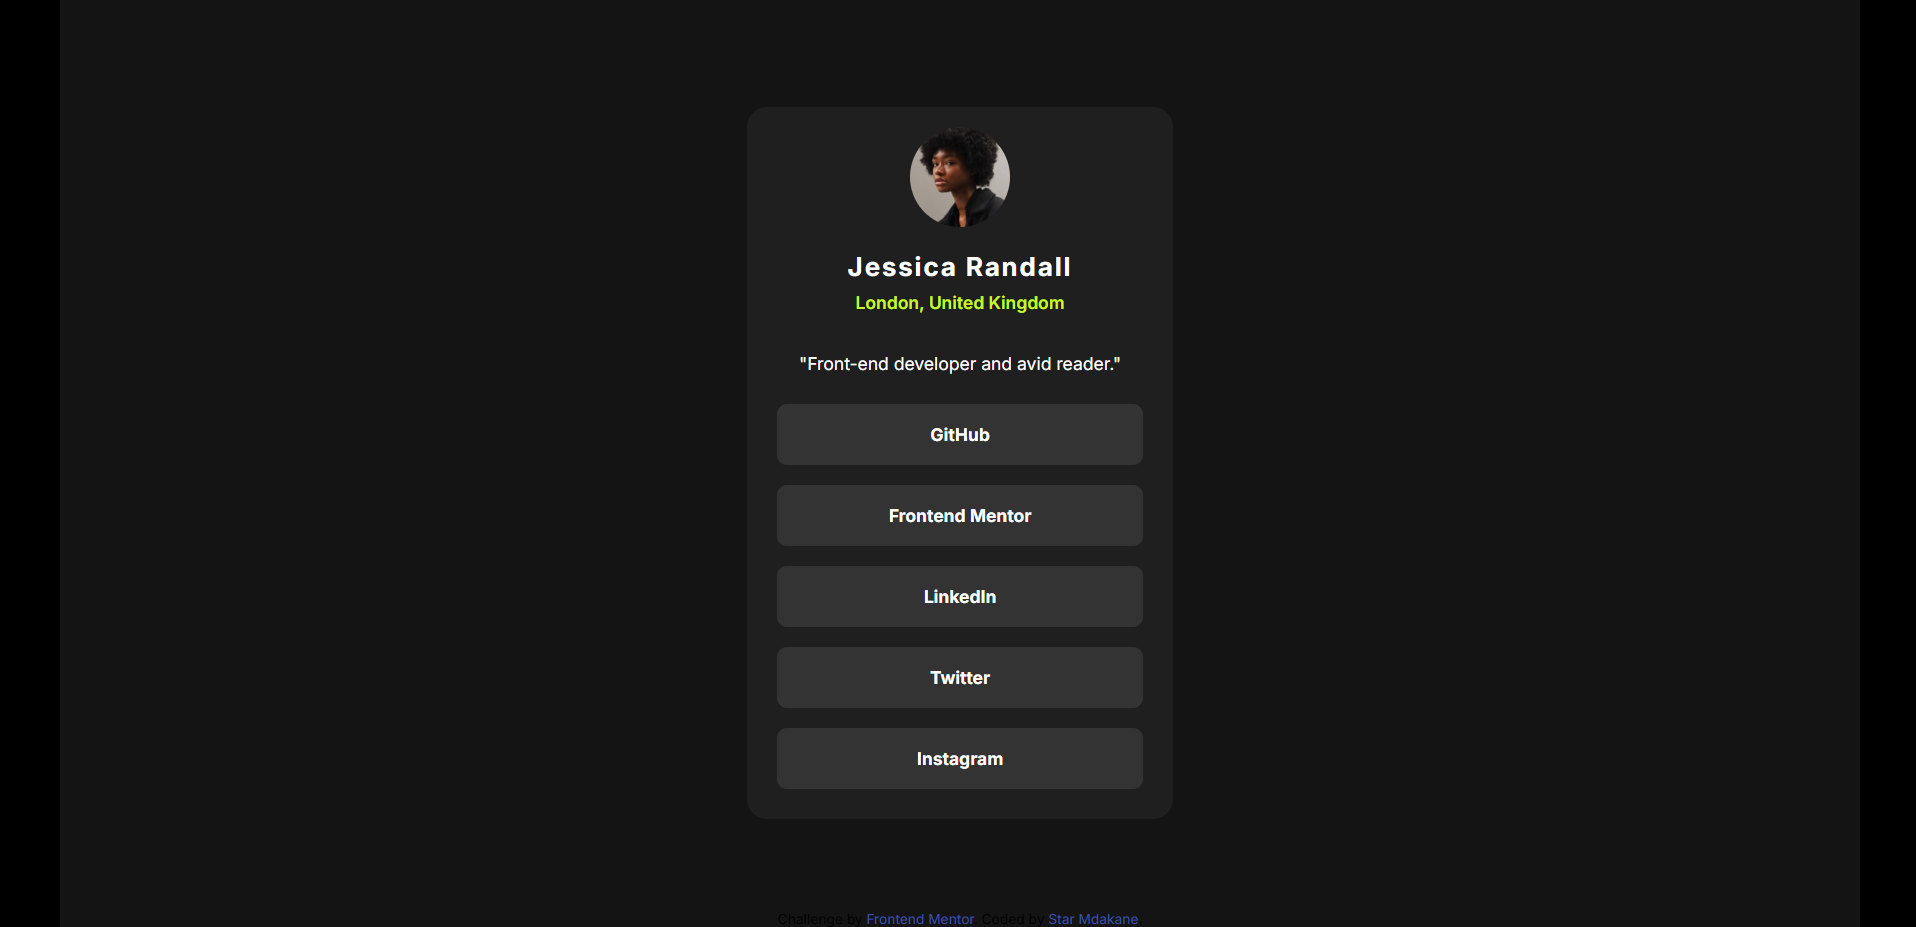 Jessica Randall
London, United Kingdom
"Front-end developer and avid reader."
GitHub
Frontend Mentor
LinkedIn
Twitter
Instagram
Challenge by Frontend Mentor. Coded by Star Mdakane.